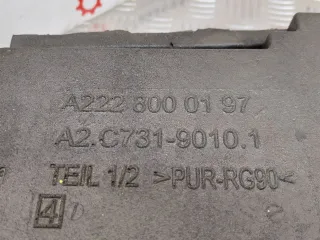 A222 800 01 97
A2.C731-9010.1
TEIL 1/2 >PUR-RG90<
4